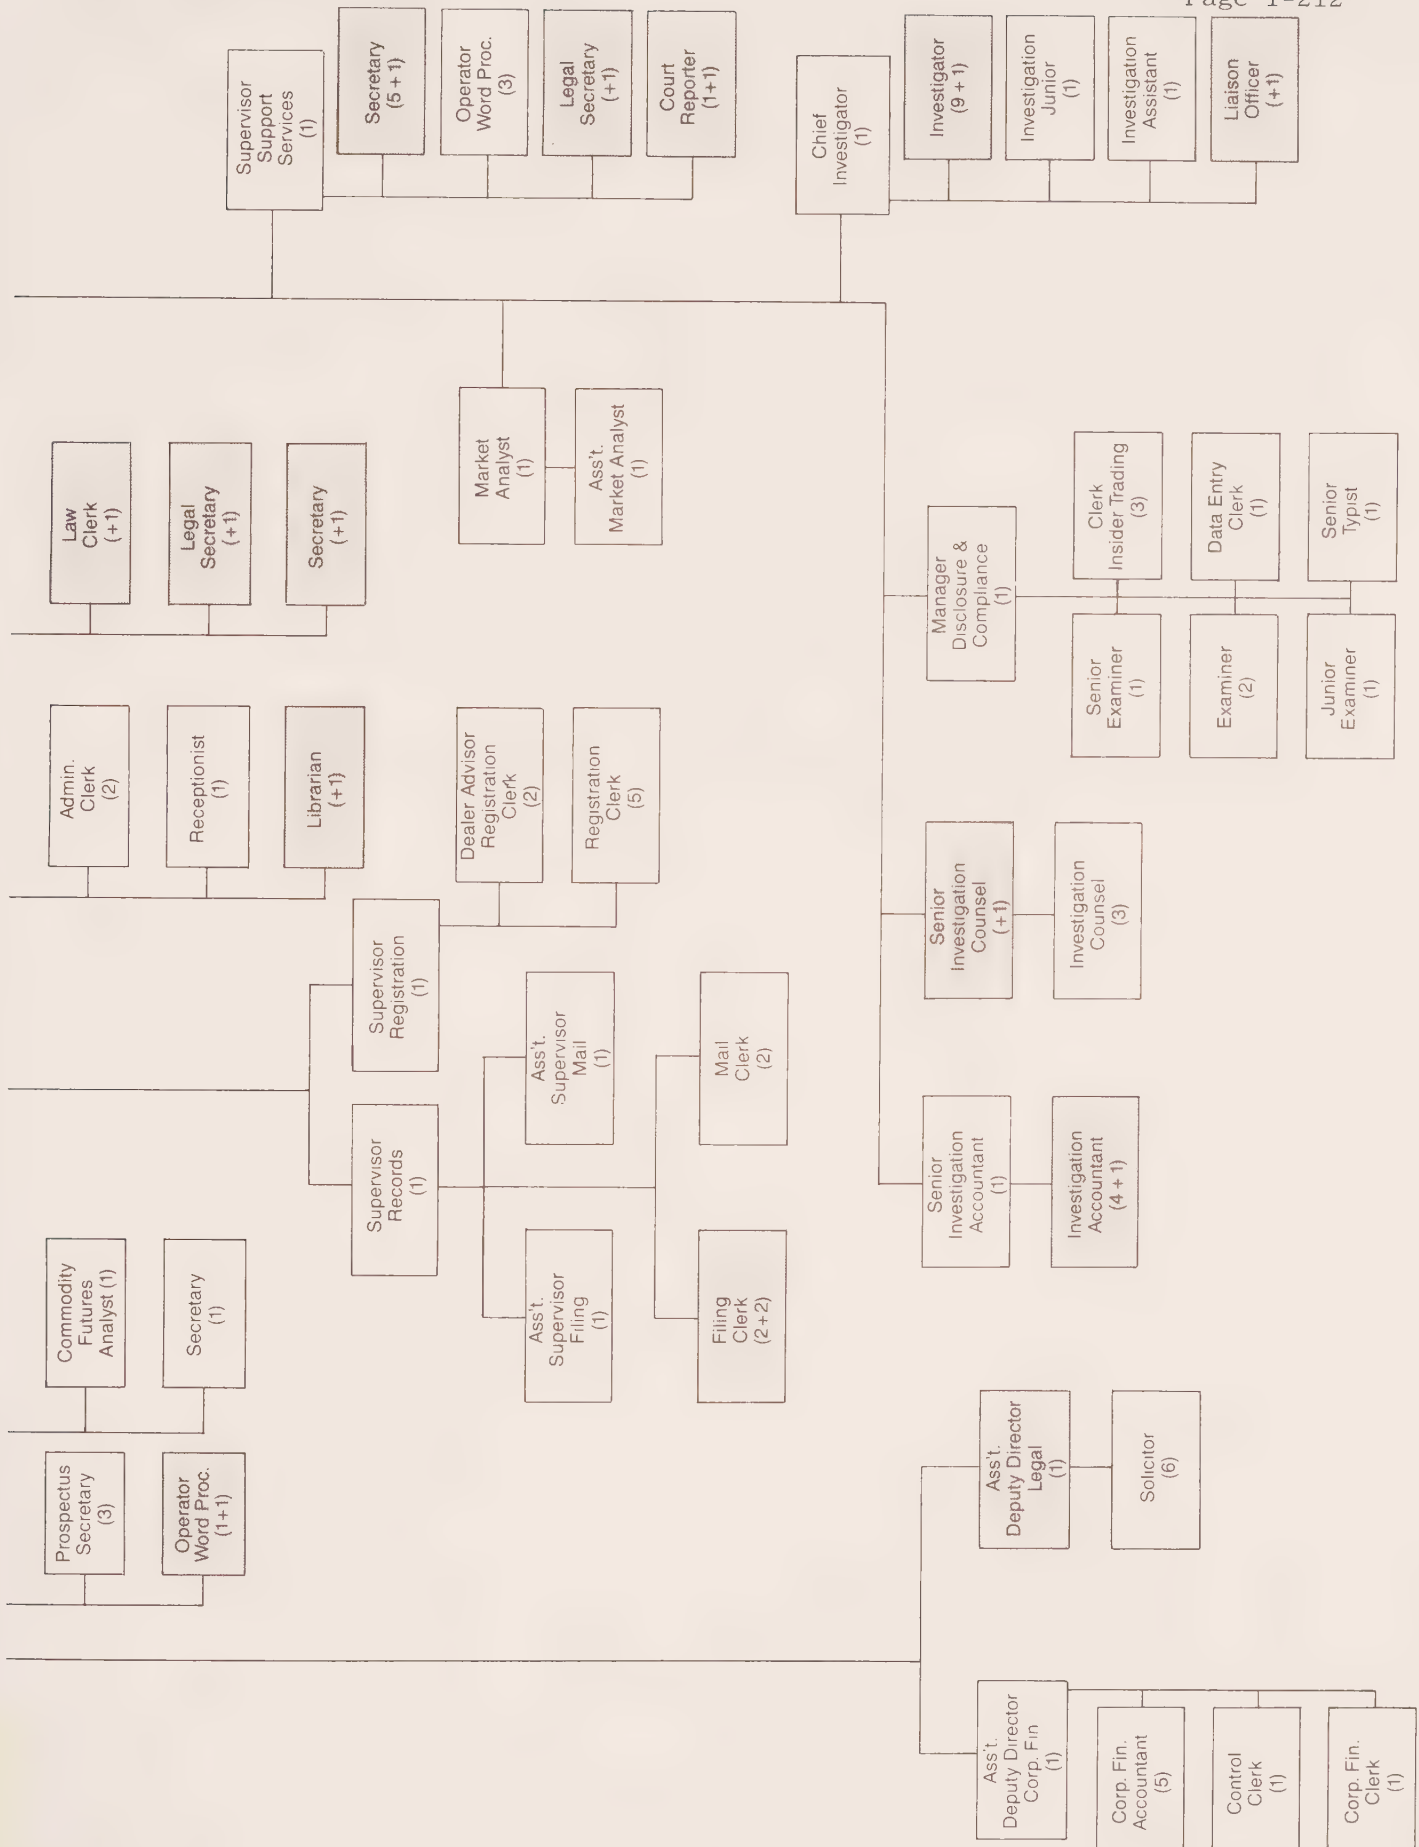 Page 1-212
Prospectus
Secretary
(3)
Operator
Word Proc.
(1+1)
Commodity
Futures
Analyst (1)
Secretary
(1)
Admin.
Clerk
(2)
Receptionist
(1)
Librarian
(+1)
Law
Clerk
(+1)
Legal
Secretary
(+1)
Secretary
(+1)
Supervisor
Support
Services
(1)
Secretary
(5+1)
Operator
Word Proc.
(3)
Legal
Secretary
(+1)
Court
Reporter
(1+1)
Supervisor
Records
(1)
Supervisor
Registration
(1)
Dealer Advisor
Registration
Clerk
(2)
Registration
Clerk
(5)
Ass't.
Supervisor
Filing
(1)
Ass't.
Supervisor
Mail
(1)
Filing
Clerk
(2+2)
Mail
Clerk
(2)
Market
Analyst
(1)
Ass't.
Market Analyst
(1)
Chief
Investigator
(1)
Investigator
(9+1)
Investigation
Junior
(1)
Investigation
Assistant
(1)
Liaison
Officer
(+1)
Ass't.
Deputy Director
Corp. Fin
(1)
Corp. Fin.
Accountant
(5)
Control
Clerk
(1)
Corp. Fin.
Clerk
(1)
Ass't.
Deputy Director
Legal
(1)
Solicitor
(6)
Senior
Investigation
Accountant
(1)
Investigation
Accountant
(4+1)
Senior
Investigation
Counsel
(+1)
Investigation
Counsel
(3)
Manager
Disclosure &
Compliance
(1)
Senior
Examiner
(1)
Clerk
Insider Trading
(3)
Examiner
(2)
Data Entry
Clerk
(1)
Junior
Examiner
(1)
Senior
Typist
(1)